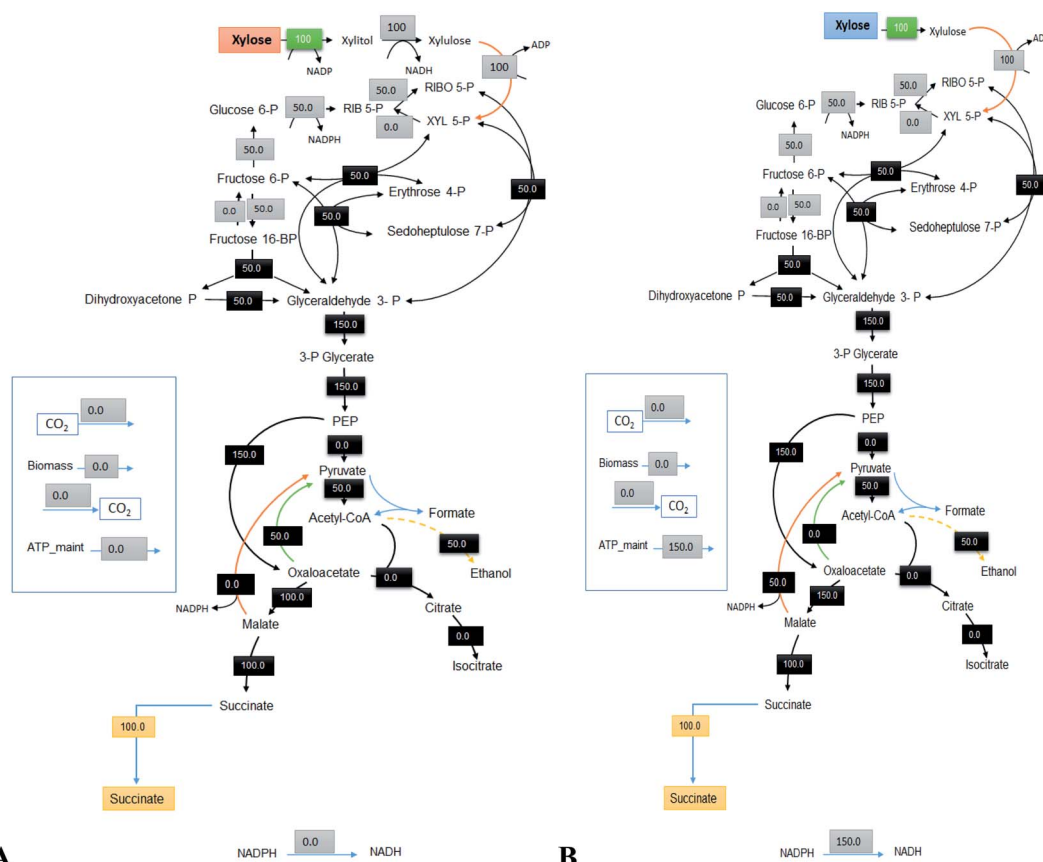 Xylose 100 Xylitol 100 Xylulose
NADP NADH ADP
100
Glucose 6-P 50.0 RIB 5-P 50.0 RIBO 5-P
NADPH 0.0 XYL 5-P
50.0
Fructose 6-P 50.0 Erythrose 4-P 50.0
0.0 50.0 50.0 Sedoheptulose 7-P
Fructose 16-BP
50.0
Dihydroxyacetone P 50.0 Glyceraldehyde 3- P
150.0
3-P Glycerate
150.0
PEP
0.0
CO2
150.0 0.0
Biomass 0.0 Pyruvate
0.0 50.0
CO2 Acetyl-CoA Formate
ATP_maint 0.0 50.0 50.0
Oxaloacetate 0.0 Ethanol
0.0 100.0
NADPH Citrate
Malate 0.0
100.0 Isocitrate
Succinate
100.0
Succinate
0.0
A NADPH NADH
Xylose 100 Xylulose
AD
100
Glucose 6-P 50.0 RIB 5-P 50.0 RIBO 5-P
NADPH 0.0 XYL 5-P
50.0
Fructose 6-P 50.0 Erythrose 4-P 50.0
0.0 50.0 50.0 Sedoheptulose 7-P
Fructose 16-BP
50.0
Dihydroxyacetone P 50.0 Glyceraldehyde 3- P
150.0
3-P Glycerate
150.0
PEP
0.0
CO2
150.0 0.0
Biomass 0.0 Pyruvate
0.0 50.0
CO2 Acetyl-CoA Formate
ATP_maint 150.0 0.0 50.0
Oxaloacetate 0.0 Ethanol
50.0 150.0
NADPH Citrate
Malate 0.0
100.0 Isocitrate
Succinate
100.0
Succinate
150.0
B NADPH NADH